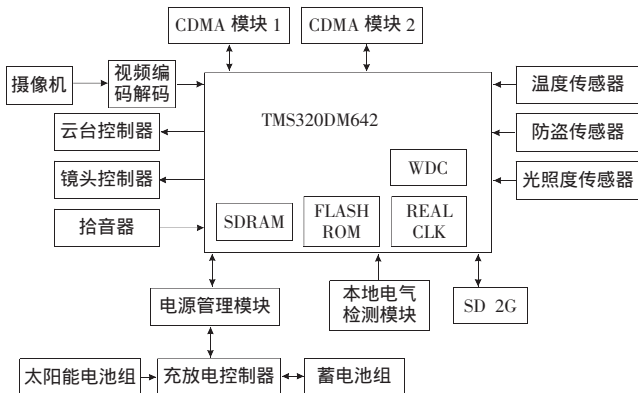 CDMA 模块 1
CDMA 模块 2
摄像机
视频编
码解码
温度传感器
TMS320DM642
云台控制器
防盗传感器
WDC
镜头控制器
光照度传感器
拾音器
SDRAM
FLASH
ROM
REAL
CLK
电源管理模块
本地电气
检测模块
SD 2G
太阳能电池组
充放电控制器
蓄电池组